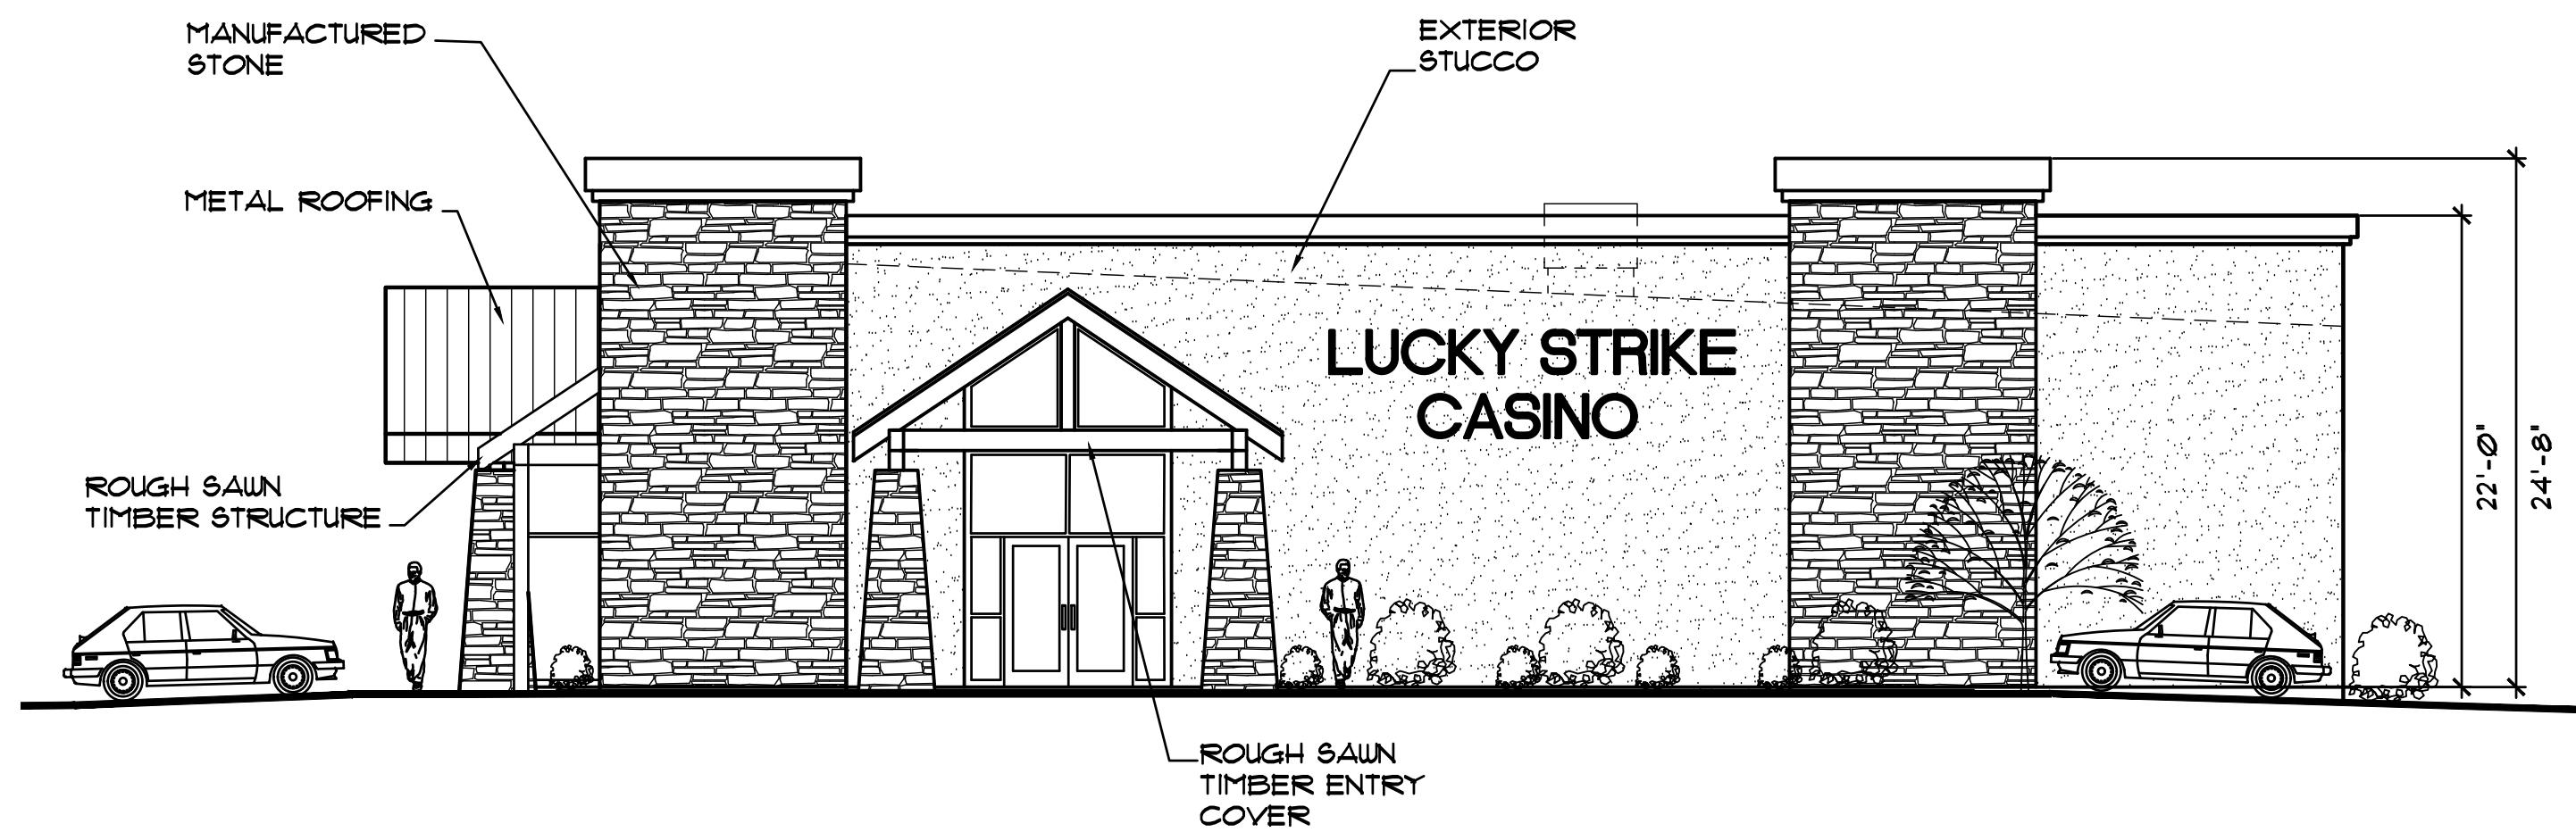 MANUFACTURED
STONE
EXTERIOR
STUCCO
METAL ROOFING
LUCKY STRIKE
CASINO
ROUGH SAWN
TIMBER STRUCTURE
22'-0"
24'-8"
ROUGH SAWN
TIMBER ENTRY
COVER